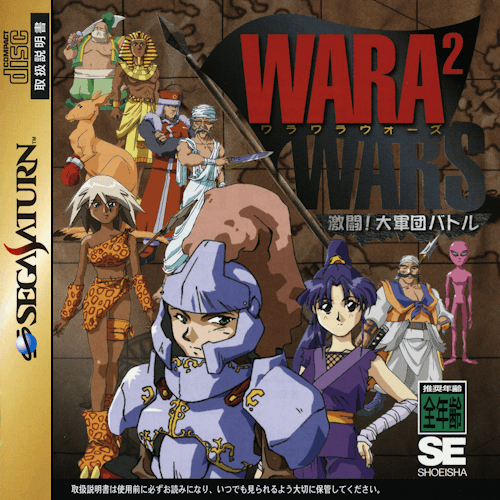 COMPACT
disc
取扱説明書
SEGA SATURN™
WARA²
ワラワラウオーズ
WARS
激闘!大軍団バトル
推奨年齢
全年齢
SE
SHOEISHA
取扱説明書は使用前に必ずお読みになり、いつでも見られるよう大切に保管してください。